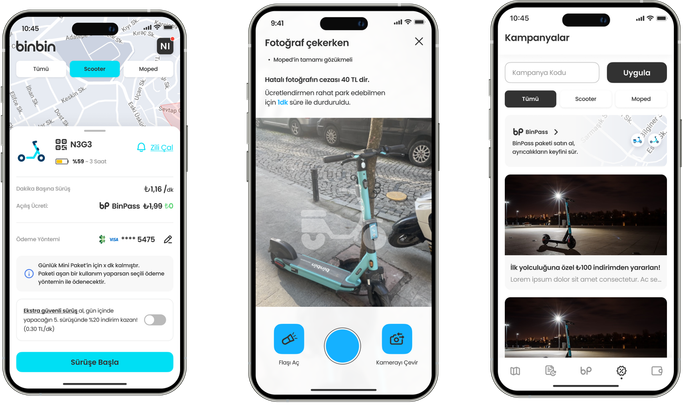 10:45
binbin
NI
Tümü
Scooter
Moped
N3G3
Zili Çal
%59 - 3 Saat
Dakika Başına Sürüş
₺1,16 /dk
Açılış Ücreti:
bP BinPass ₺1,99 ₺0
Ödeme Yöntemi
VISA **** 5475
Günlük Mini Paket'in için x dk kalmıştır.
Paketi aşan bir kullanım yaparsan seçili ödeme
yöntemin ile ödenecektir.
Ekstra güvenli sürüş al, gün içinde
yapacağın 5. sürüşünde %20 indirim kazan!
(0.30 TL/dk)
Sürüşe Başla
9:41
Fotoğraf çekerken
Moped'in tamamı gözükmeli
Hatalı fotoğrafın cezası 40 TL dir.
Ücretlendirmen rahat park edebilmen
için 1dk süre ile durduruldu.
Flaşı Aç
Kamerayı Çevir
10:45
Kampanyalar
Kampanya Kodu
Uygula
Tümü
Scooter
Moped
bP BinPass
BinPass paketi satın al,
ayrıcalıkların keyfini sür.
İlk yolculuğuna özel ₺100 indirimden yararlan!
Lorem ipsum dolor sit amet consectetur. Ac se...
bP